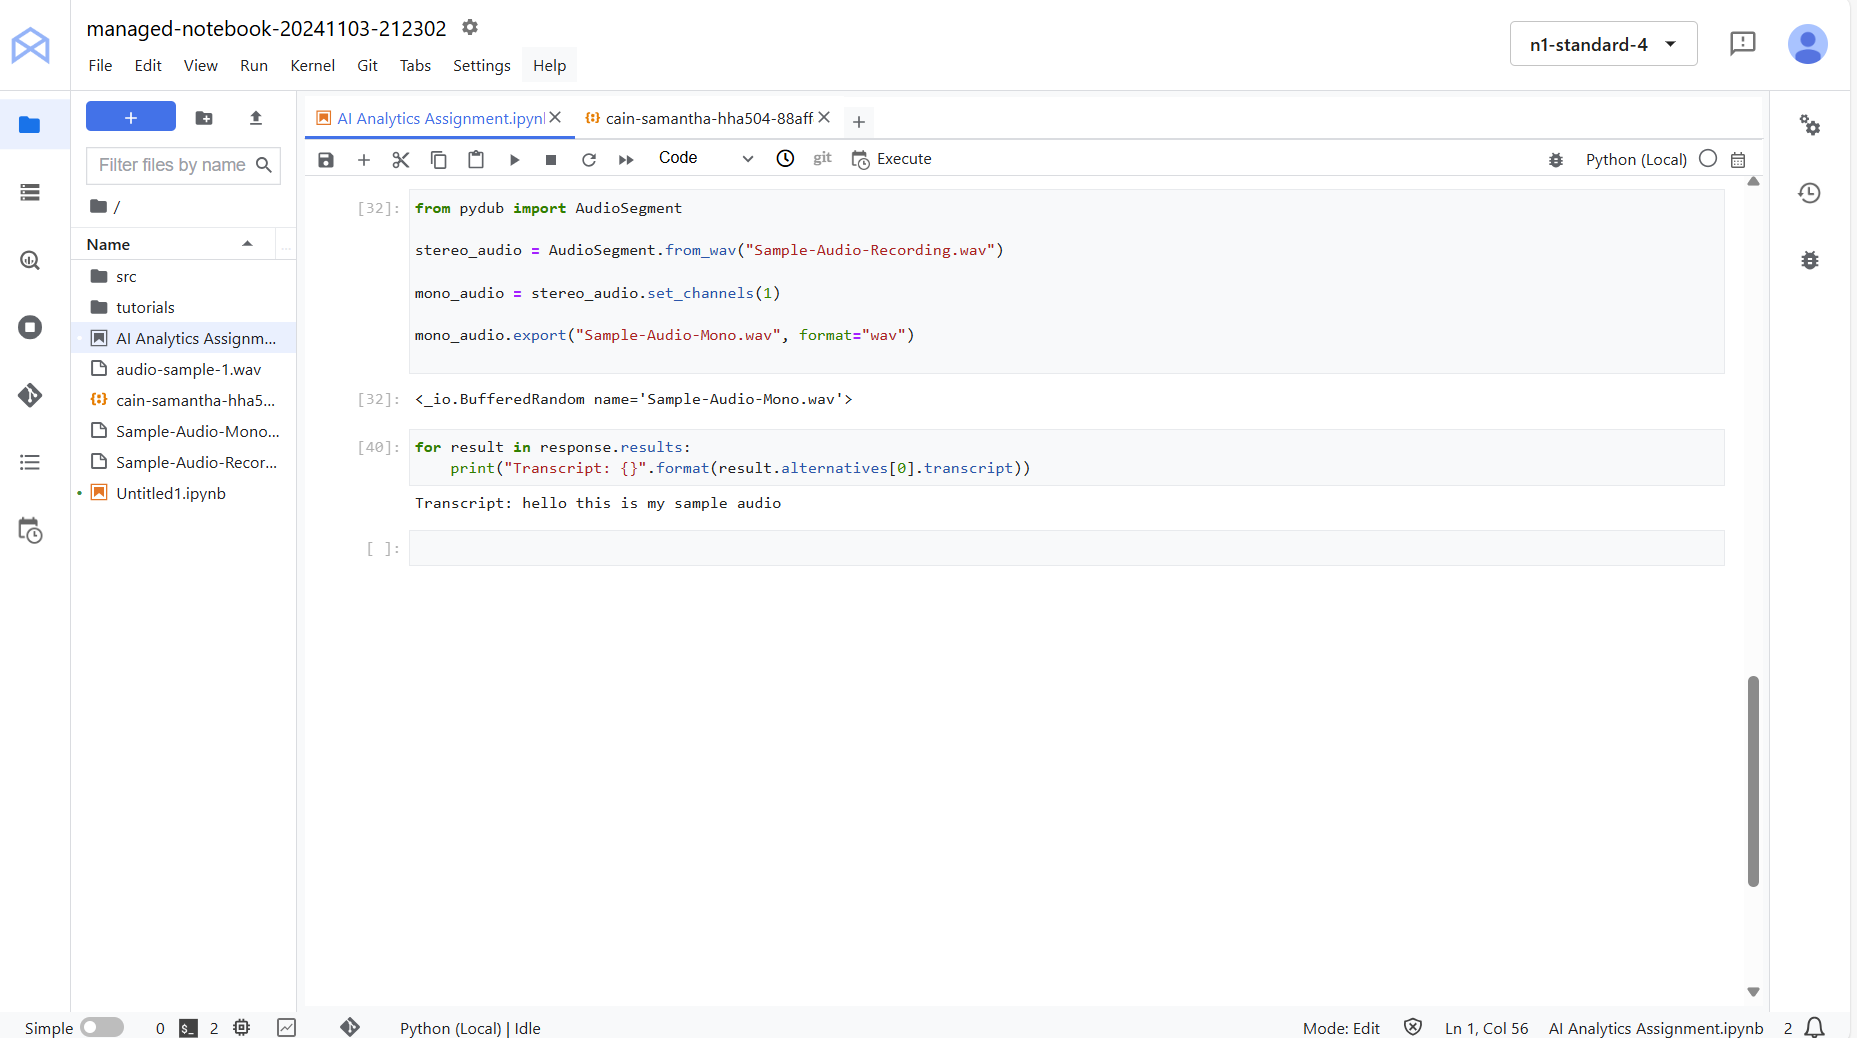 managed-notebook-20241103-212302
n1-standard-4
File Edit View Run Kernel Git Tabs Settings Help
+
Filter files by name
/
Name
...
src
tutorials
AI Analytics Assignm...
audio-sample-1.wav
cain-samantha-hha5...
Sample-Audio-Mono...
Sample-Audio-Recor...
Untitled1.ipynb
AI Analytics Assignment.ipynl
cain-samantha-hha504-88aff
+
Code
git
Execute
Python (Local)
[32]: from pydub import AudioSegment
stereo_audio = AudioSegment.from_wav("Sample-Audio-Recording.wav")
mono_audio = stereo_audio.set_channels(1)
mono_audio.export("Sample-Audio-Mono.wav", format="wav")
[32]: <_io.BufferedRandom name='Sample-Audio-Mono.wav'>
[40]: for result in response.results:
    print("Transcript: {}".format(result.alternatives[0].transcript))
Transcript: hello this is my sample audio
[ ]:
Simple 0 $_ 2 Python (Local) | Idle Mode: Edit Ln 1, Col 56 AI Analytics Assignment.ipynb 2